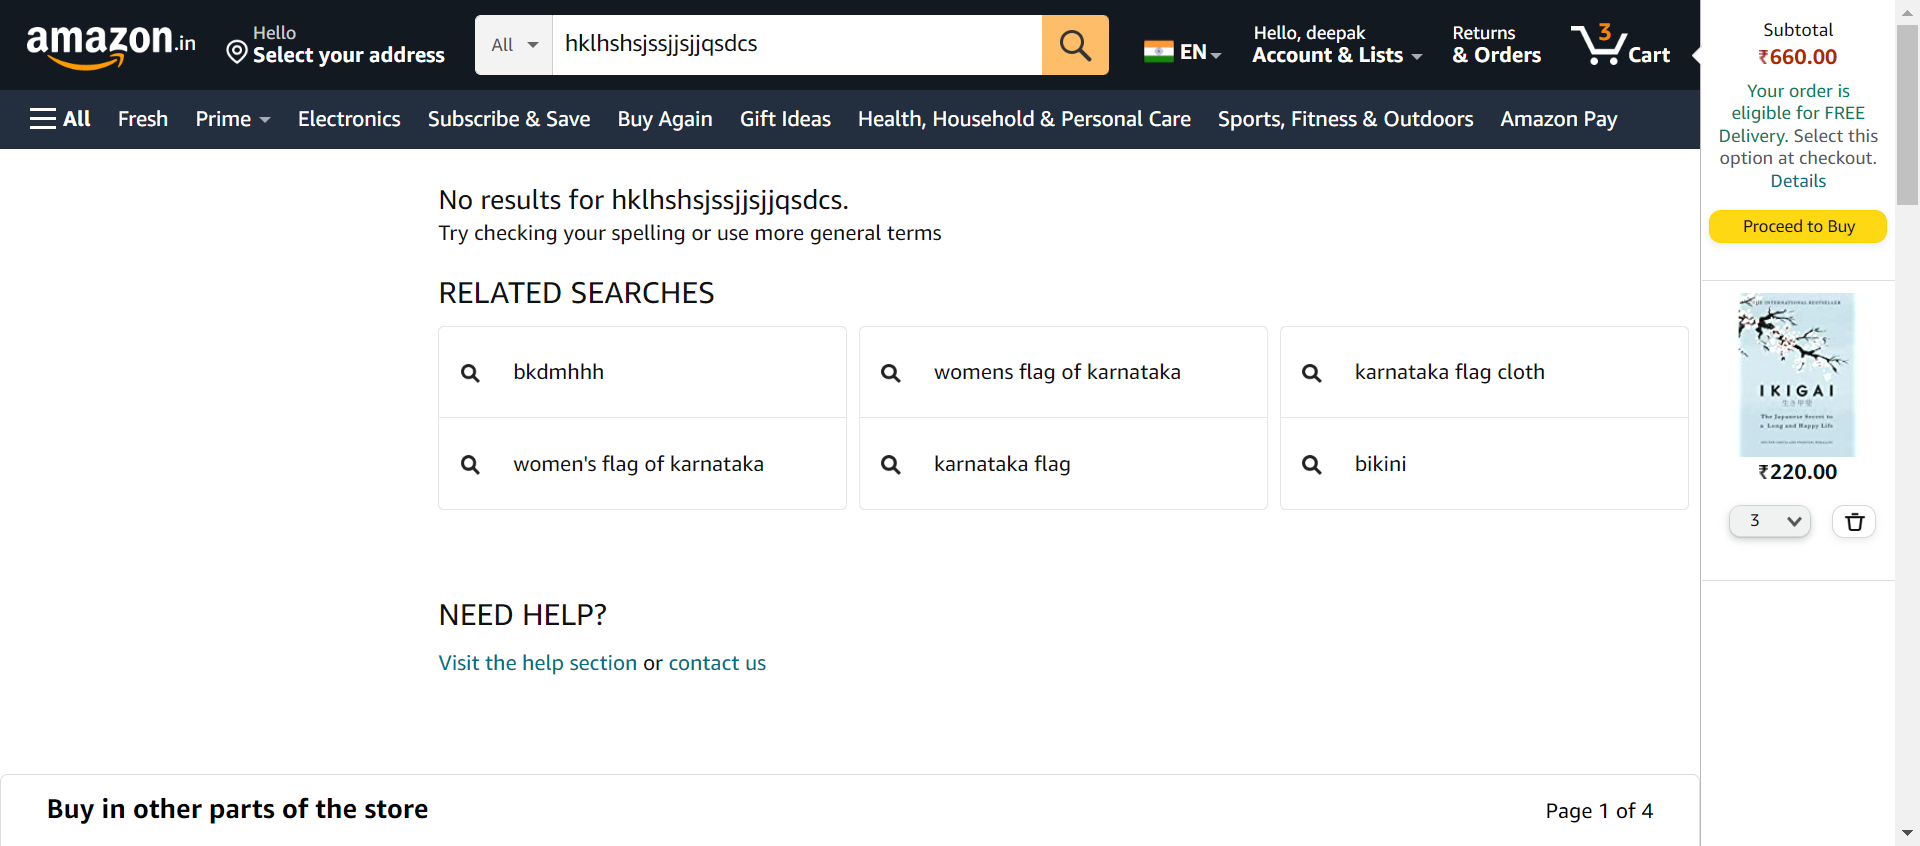 amazon.in
Hello
Select your address
All
hklhshsjssjjsjjqsdcs
EN
Hello, deepak
Account & Lists
Returns
& Orders
3
Cart
All
Fresh
Prime
Electronics
Subscribe & Save
Buy Again
Gift Ideas
Health, Household & Personal Care
Sports, Fitness & Outdoors
Amazon Pay
No results for hklhshsjssjjsjjqsdcs.
Try checking your spelling or use more general terms
RELATED SEARCHES
bkdmhhh
womens flag of karnataka
karnataka flag cloth
women's flag of karnataka
karnataka flag
bikini
NEED HELP?
Visit the help section or contact us
Buy in other parts of the store
Page 1 of 4
Subtotal
₹660.00
Your order is
eligible for FREE
Delivery. Select this
option at checkout.
Details
Proceed to Buy
INTERNATIONAL BESTSELLER
IKIGAI
生き甲斐
The Japanese Secret to
a Long and Happy Life
₹220.00
3